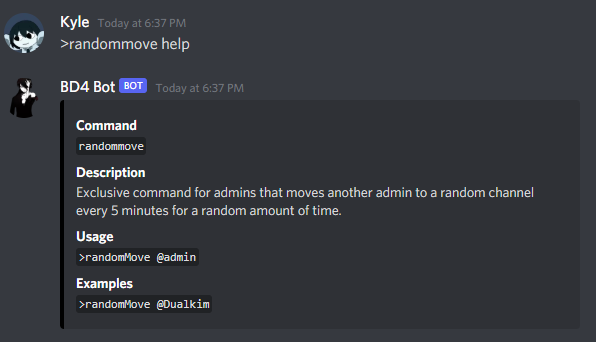 Kyle Today at 6:37 PM
>randommove help
BD4 Bot BOT Today at 6:37 PM
Command
randommove
Description
Exclusive command for admins that moves another admin to a random channel
every 5 minutes for a random amount of time.
Usage
>randomMove @admin
Examples
>randomMove @Dualkim